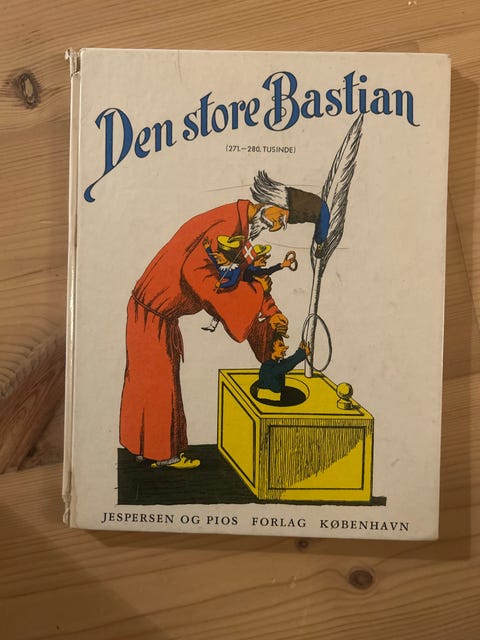 Den store Bastian
(271.—280. TUSINDE)
JESPERSEN OG PIOS FORLAG KØBENHAVN